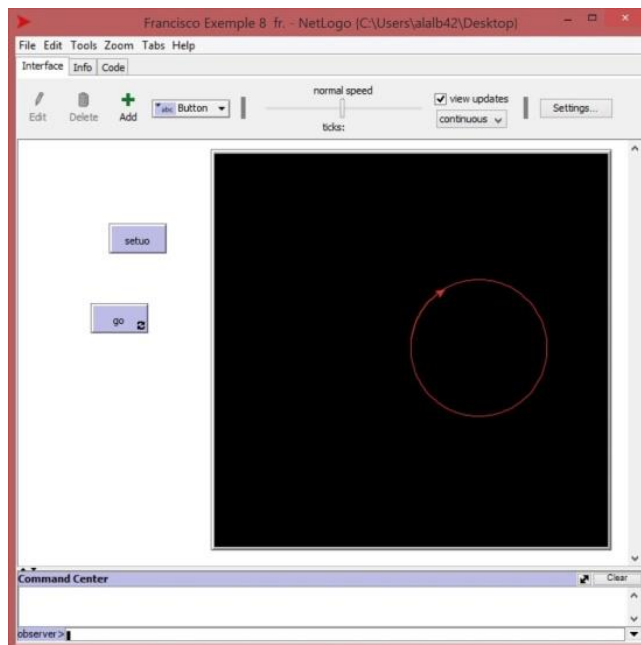 Francisco Exemple 8 fr. - NetLogo {C:\Users\alalb42\Desktop}
File Edit Tools Zoom Tabs Help
Interface Info Code
normal speed
Edit Delete Add abc Button view updates
continuous Settings...
ticks:
setuo
go
Command Center Clear
observer>